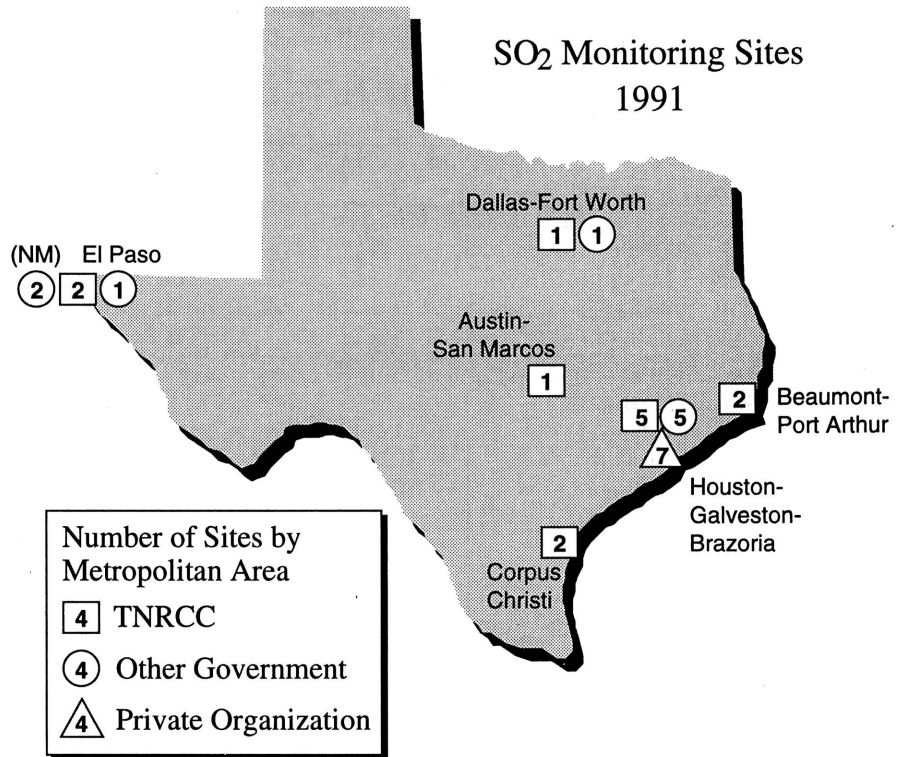 SO2 Monitoring Sites
1991
Dallas-Fort Worth
1 1
(NM) El Paso
2 2 1
Austin-
San Marcos
1
2
Beaumont-
Port Arthur
5 5
7
Houston-
Galveston-
Brazoria
2
Corpus
Christi
Number of Sites by
Metropolitan Area
4 TNRCC
4 Other Government
4 Private Organization